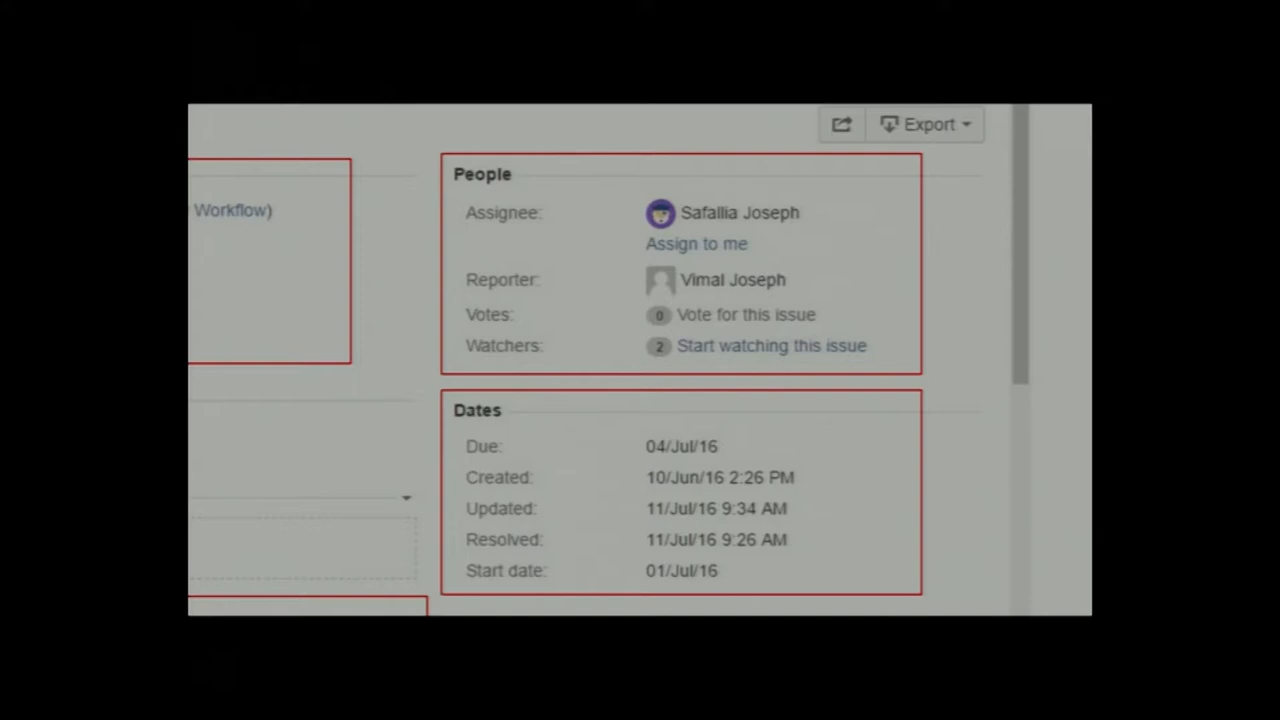 Export
People
Workflow)
Assignee: Safallia Joseph
Assign to me
Reporter: Vimal Joseph
Votes: 0 Vote for this issue
Watchers: 2 Start watching this issue
Dates
Due: 04/Jul/16
Created: 10/Jun/16 2:26 PM
Updated: 11/Jul/16 9:34 AM
Resolved: 11/Jul/16 9:26 AM
Start date: 01/Jul/16